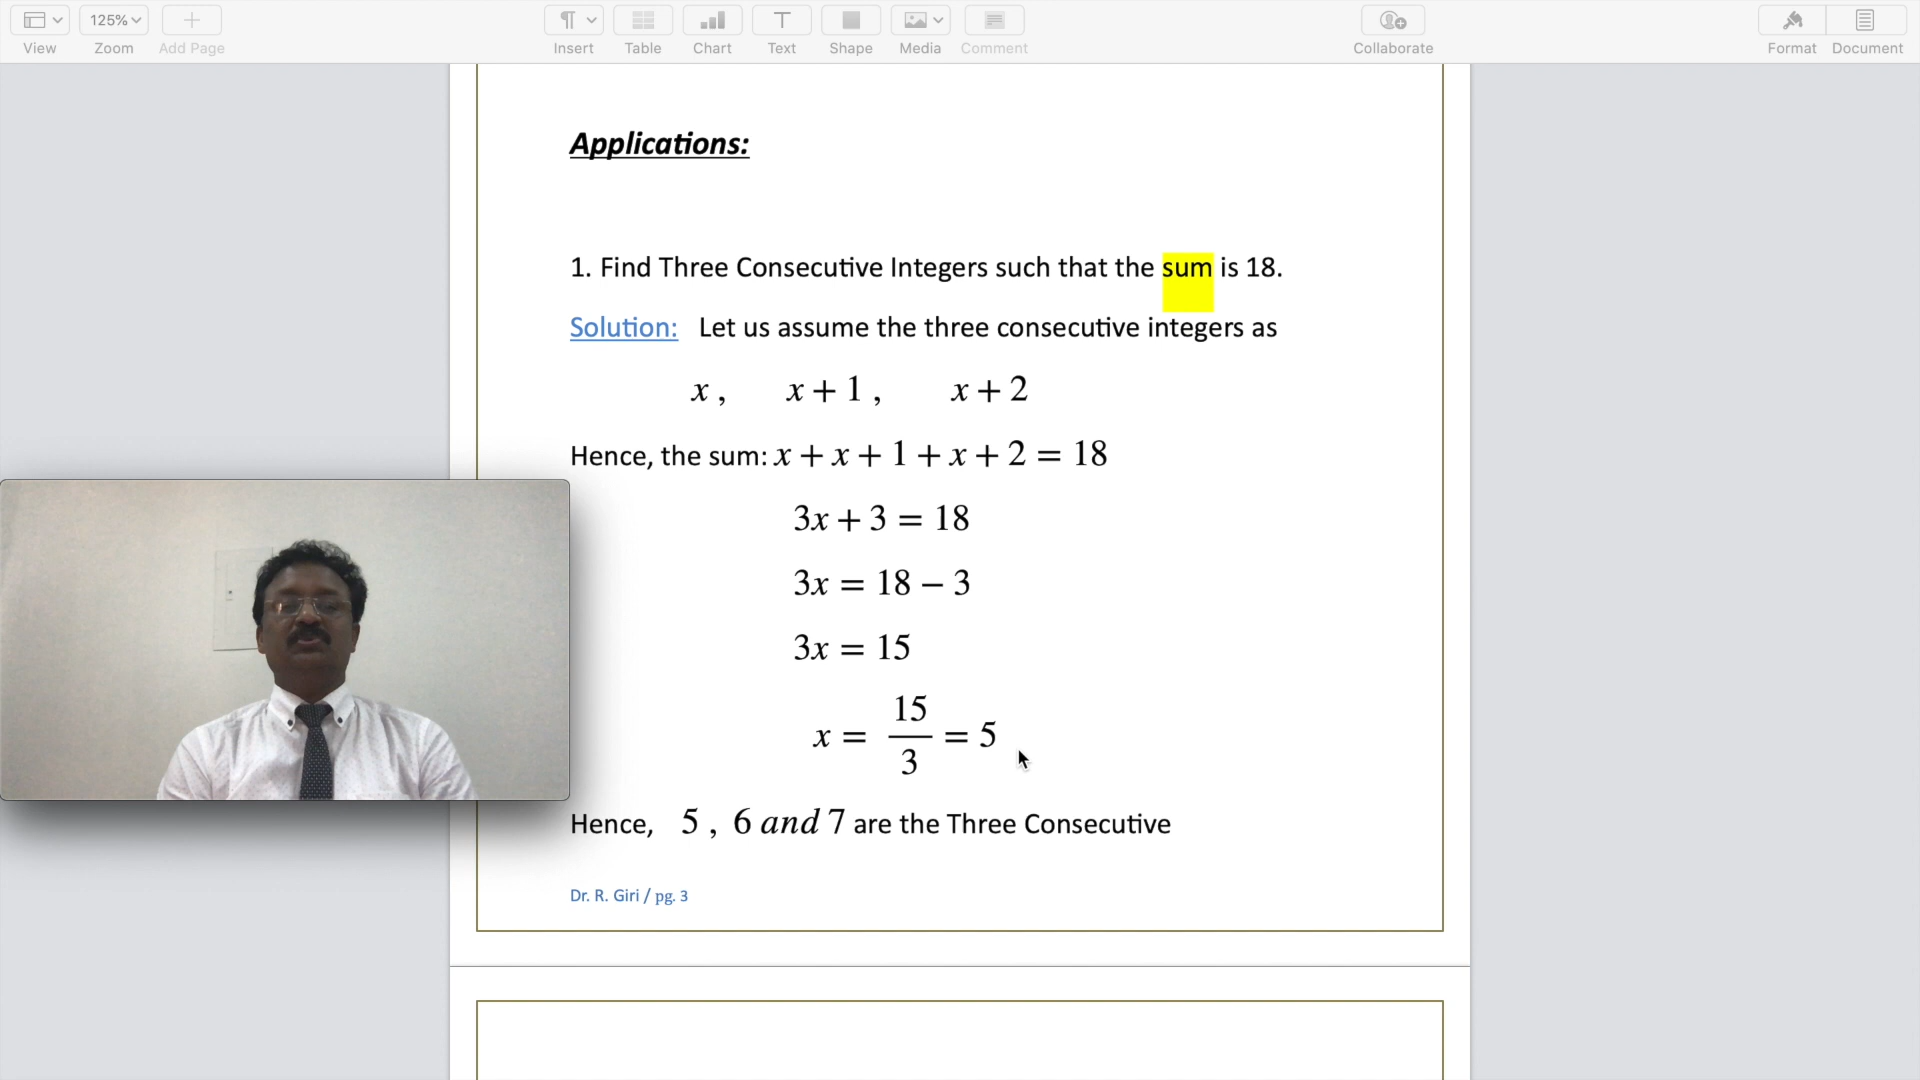 125%
View Zoom Add Page Insert Table Chart Text Shape Media Comment Collaborate Format Document
Applications:
1. Find Three Consecutive Integers such that the sum is 18.
Solution: Let us assume the three consecutive integers as
x , x + 1 , x + 2
Hence, the sum: x + x + 1 + x + 2 = 18
3x + 3 = 18
3x = 18 − 3
3x = 15
x = 15/3 = 5
Hence, 5 , 6 and 7 are the Three Consecutive
Dr. R. Giri / pg. 3